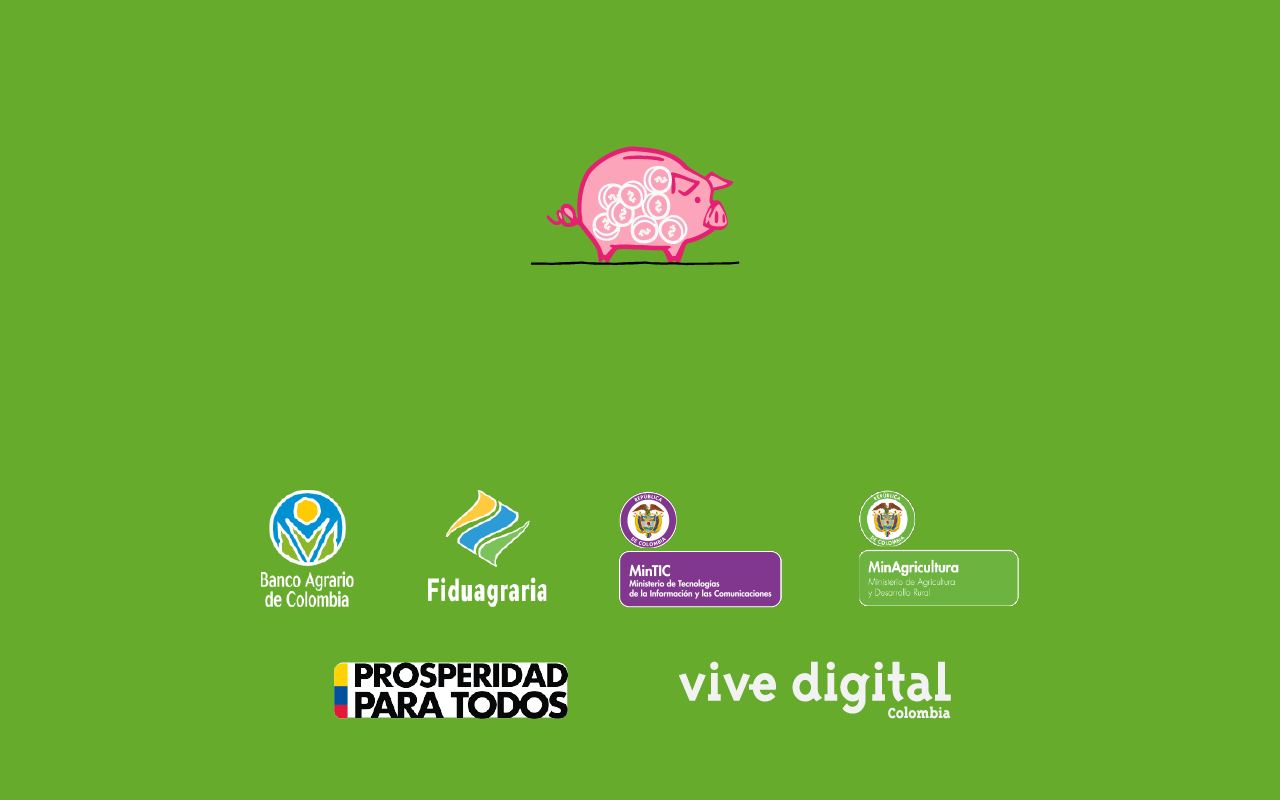 REPÚBLICA
DE COLOMBIA
REPÚBLICA
DE COLOMBIA
Banco Agrario
de Colombia
Fiduagraria
MinTIC
Ministerio de Tecnologías
de la Información y las Comunicaciones
MinAgricultura
Ministerio de Agricultura
y Desarrollo Rural
PROSPERIDAD
PARA TODOS
vive digital
Colombia